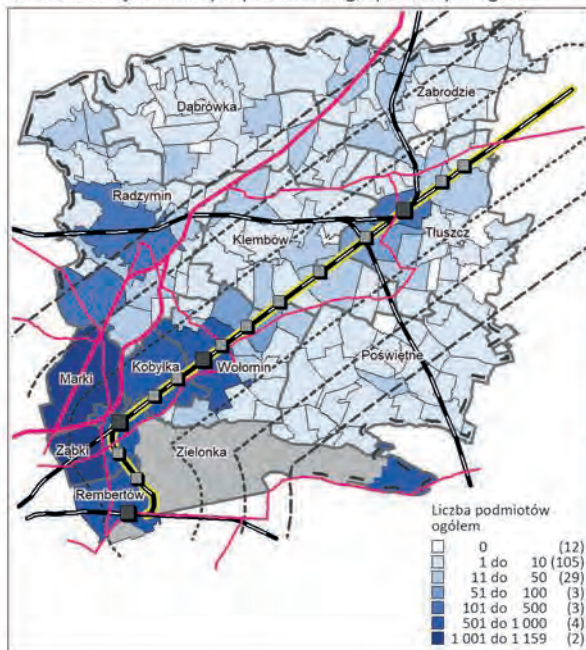 Dąbrówka
Zabrodzie
Radzymin
Klembów
Tłuszcz
Kobyłka
Wołomin
Poświętne
Marki
Ząbki
Zielonka
Rembertów
Liczba podmiotów
ogółem
0 (12)
1 do 10 (105)
11 do 50 (29)
51 do 100 (3)
101 do 500 (3)
501 do 1 000 (4)
1 001 do 1 159 (2)